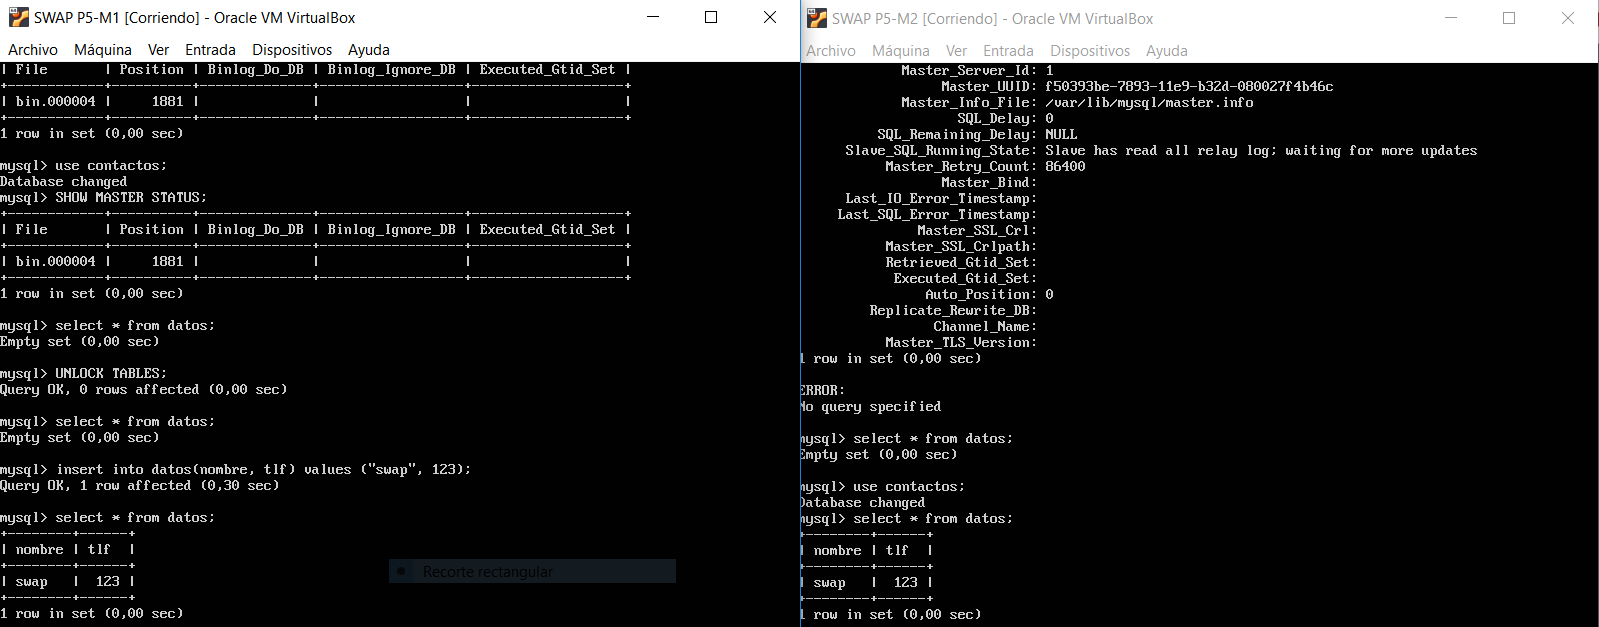 SWAP P5-M1 [Corriendo] - Oracle VM VirtualBox
Archivo Máquina Ver Entrada Dispositivos Ayuda
| File | Position | Binlog_Do_DB | Binlog_Ignore_DB | Executed_Gtid_Set |
+------------+----------+--------------+------------------+-------------------+
| bin.000004 | 1881 | | | |
+------------+----------+--------------+------------------+-------------------+
1 row in set (0,00 sec)
mysql> use contactos;
Database changed
mysql> SHOW MASTER STATUS;
+------------+----------+--------------+------------------+-------------------+
| File | Position | Binlog_Do_DB | Binlog_Ignore_DB | Executed_Gtid_Set |
+------------+----------+--------------+------------------+-------------------+
| bin.000004 | 1881 | | | |
+------------+----------+--------------+------------------+-------------------+
1 row in set (0,00 sec)
mysql> select * from datos;
Empty set (0,00 sec)
mysql> UNLOCK TABLES;
Query OK, 0 rows affected (0,00 sec)
mysql> select * from datos;
Empty set (0,00 sec)
mysql> insert into datos(nombre, tlf) values ("swap", 123);
Query OK, 1 row affected (0,30 sec)
mysql> select * from datos;
+--------+------+
| nombre | tlf |
+--------+------+
| swap | 123 |
+--------+------+
1 row in set (0,00 sec)
Recorte rectangular
SWAP P5-M2 [Corriendo] - Oracle VM VirtualBox
Archivo Máquina Ver Entrada Dispositivos Ayuda
Master_Server_Id: 1
Master_UUID: f50393be-7893-11e9-b32d-080027f4b46c
Master_Info_File: /var/lib/mysql/master.info
SQL_Delay: 0
SQL_Remaining_Delay: NULL
Slave_SQL_Running_State: Slave has read all relay log; waiting for more updates
Master_Retry_Count: 86400
Master_Bind:
Last_IO_Error_Timestamp:
Last_SQL_Error_Timestamp:
Master_SSL_Crl:
Master_SSL_Crlpath:
Retrieved_Gtid_Set:
Executed_Gtid_Set:
Auto_Position: 0
Replicate_Rewrite_DB:
Channel_Name:
Master_TLS_Version:
1 row in set (0,00 sec)
ERROR:
No query specified
mysql> select * from datos;
Empty set (0,00 sec)
mysql> use contactos;
Database changed
mysql> select * from datos;
+--------+------+
| nombre | tlf |
+--------+------+
| swap | 123 |
+--------+------+
1 row in set (0,00 sec)